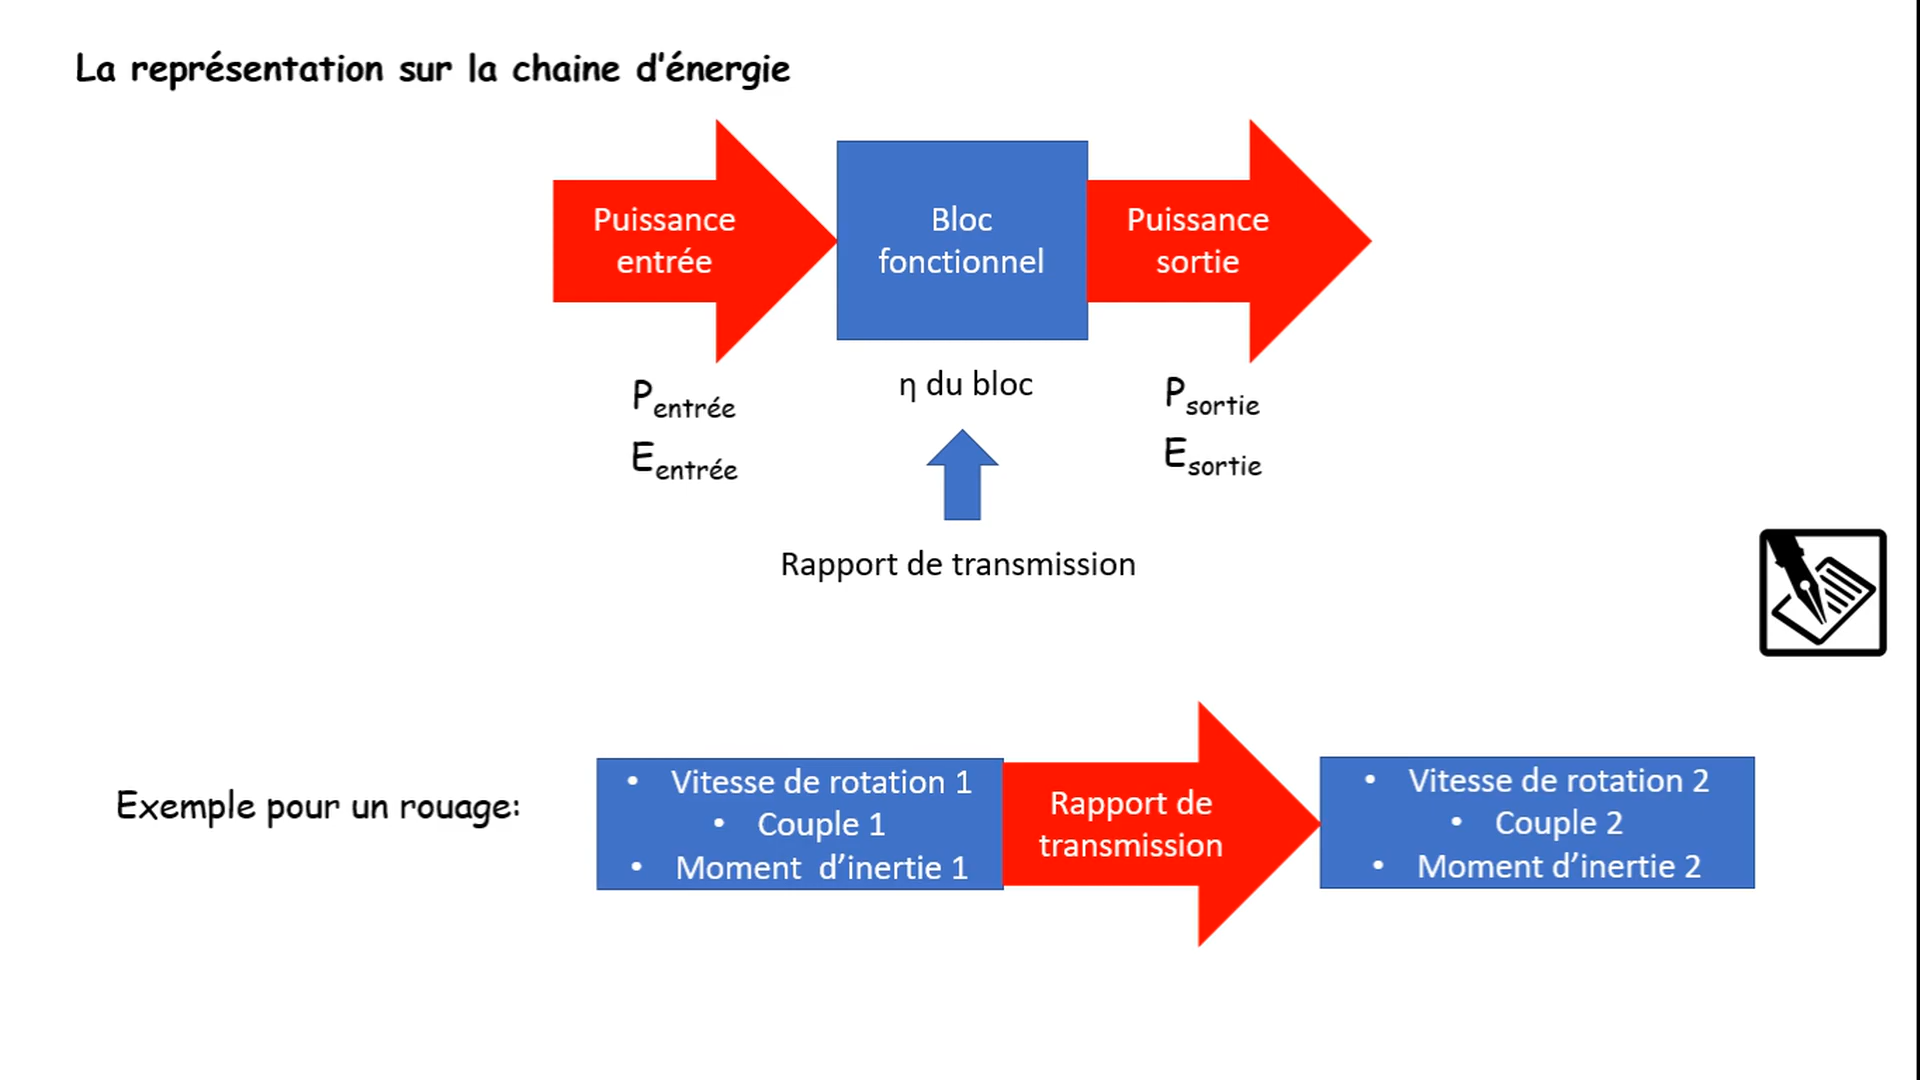 La représentation sur la chaine d'énergie
Puissance
entrée
Bloc
fonctionnel
Puissance
sortie
Pentrée
Eentrée
η du bloc
Psortie
Esortie
Rapport de transmission
Exemple pour un rouage:
• Vitesse de rotation 1
• Couple 1
• Moment d'inertie 1
Rapport de
transmission
• Vitesse de rotation 2
• Couple 2
• Moment d'inertie 2